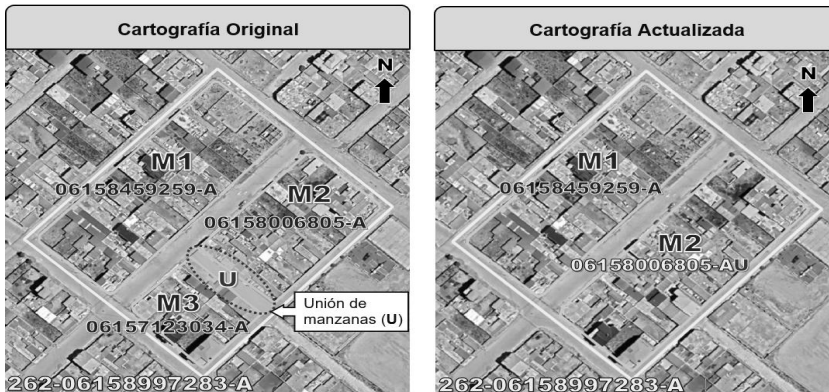 Cartografía Original
N
M1
06158459259-A
M2
06158006805-A
U
M3
06157123034-A
Unión de
manzanas (U)
262-06158997283-A
Cartografía Actualizada
N
M1
06158459259-A
M2
06158006805-AU
262-06158997283-A